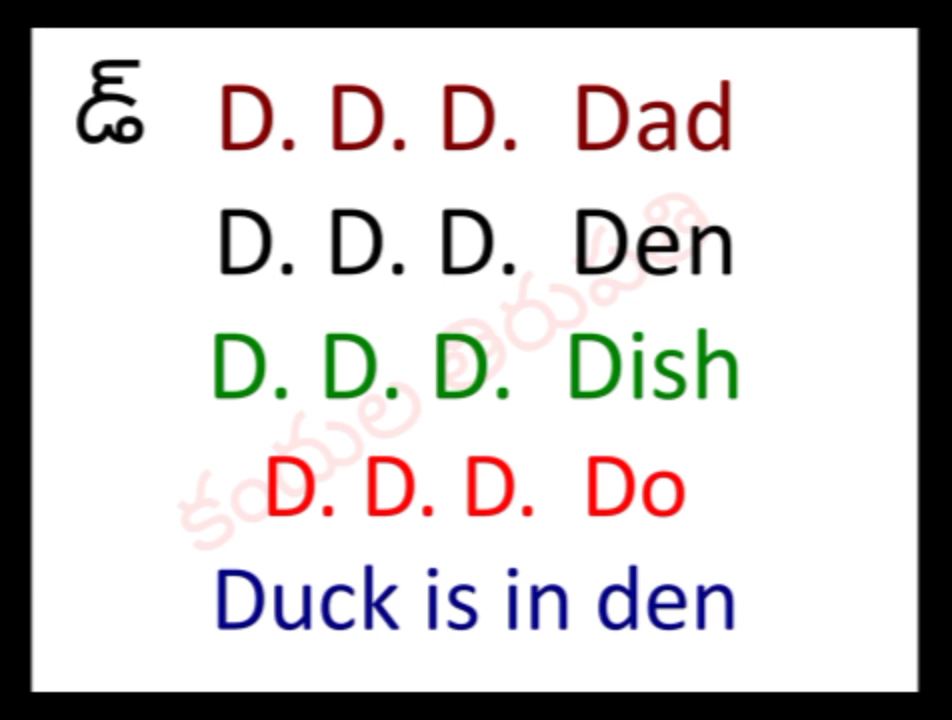 డ్ D. D. D. Dad
D. D. D. Den
D. D. D. Dish
D. D. D. Do
Duck is in den